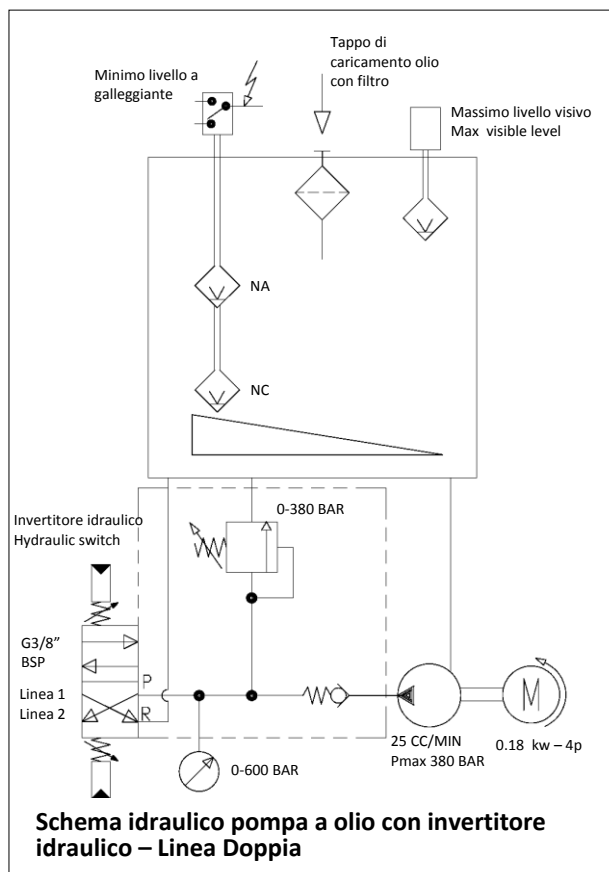 Tappo di
caricamento olio
con filtro
Minimo livello a
galleggiante
Massimo livello visivo
Max visible level
NA
NC
0-380 BAR
Invertitore idraulico
Hydraulic switch
G3/8”
BSP
P
Linea 1
Linea 2
R
M
25 CC/MIN
Pmax 380 BAR
0.18 kw – 4p
0-600 BAR
Schema idraulico pompa a olio con invertitore
idraulico – Linea Doppia